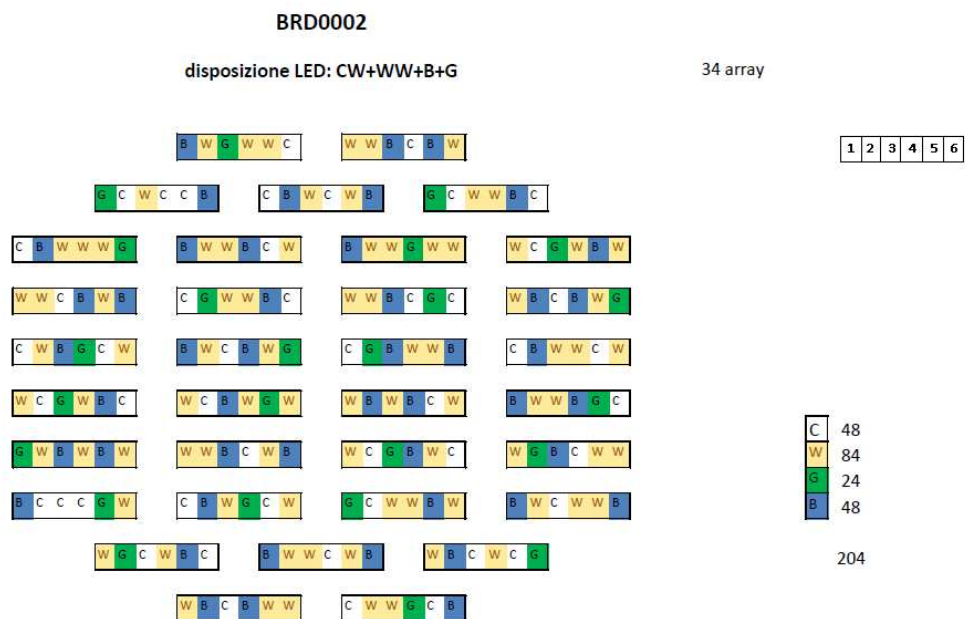 BRD0002
disposizione LED: CW+WW+B+G 34 array
B W G W W C W W B C B W 1 2 3 4 5 6
G C W C C B C B W C W B G C W W B C
C B W W W G B W W B C W B W W G W W W C G W B W
W W C B W B C G W W B C W W B C G C W B C B W G
C W B G C W B W C B W G C G B W W B C B W W C W
W C G W B C W C B W G W W B W B C W B W W B G C
C 48
G W B W B W W W B C W B W C G B W C W G B C W W
W 84
G 24
B C C C G W C B W G C W G C W W B W B W C W W B
B 48
W G C W B C B W W C W B W B C W C G
204
W B C B W W C W W G C B